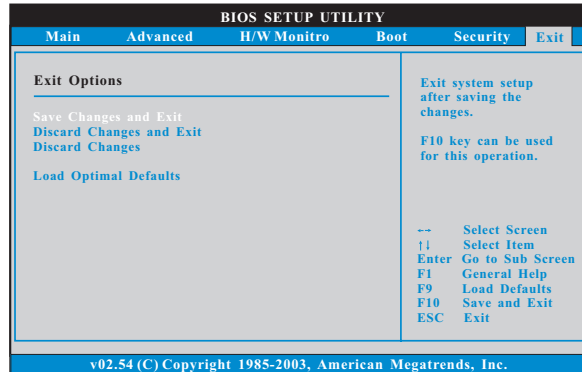 BIOS SETUP UTILITY
Main Advanced H/W Monitro Boot Security Exit
Exit Options
Save Changes and Exit
Discard Changes and Exit
Discard Changes
Load Optimal Defaults
Exit system setup
after saving the
changes.
F10 key can be used
for this operation.
←→ Select Screen
↑↓ Select Item
Enter Go to Sub Screen
F1 General Help
F9 Load Defaults
F10 Save and Exit
ESC Exit
v02.54 (C) Copyright 1985-2003, American Megatrends, Inc.